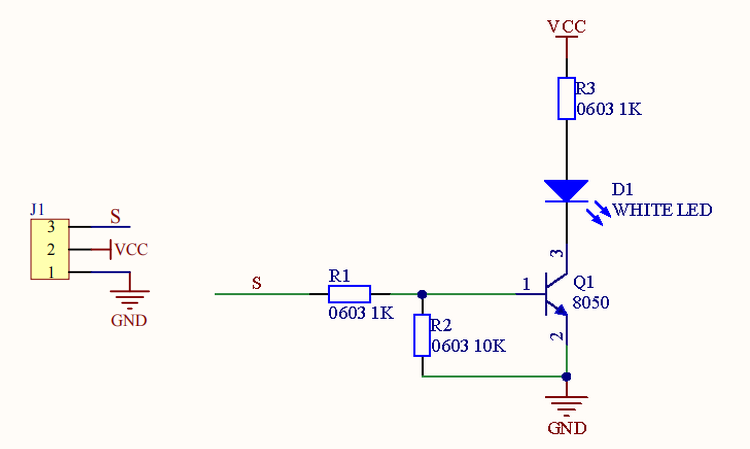 VCC
R3
0603 1K
D1
WHITE LED
J1
3
S
2
VCC
1
GND
S
R1
0603 1K
R2
0603 10K
1
3
Q1
8050
2
GND